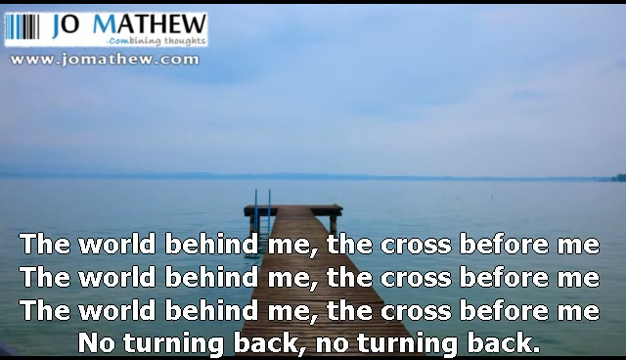 JO MATHEW
.Combining thoughts
www.jomathew.com
The world behind me, the cross before me
The world behind me, the cross before me
The world behind me, the cross before me
No turning back, no turning back.